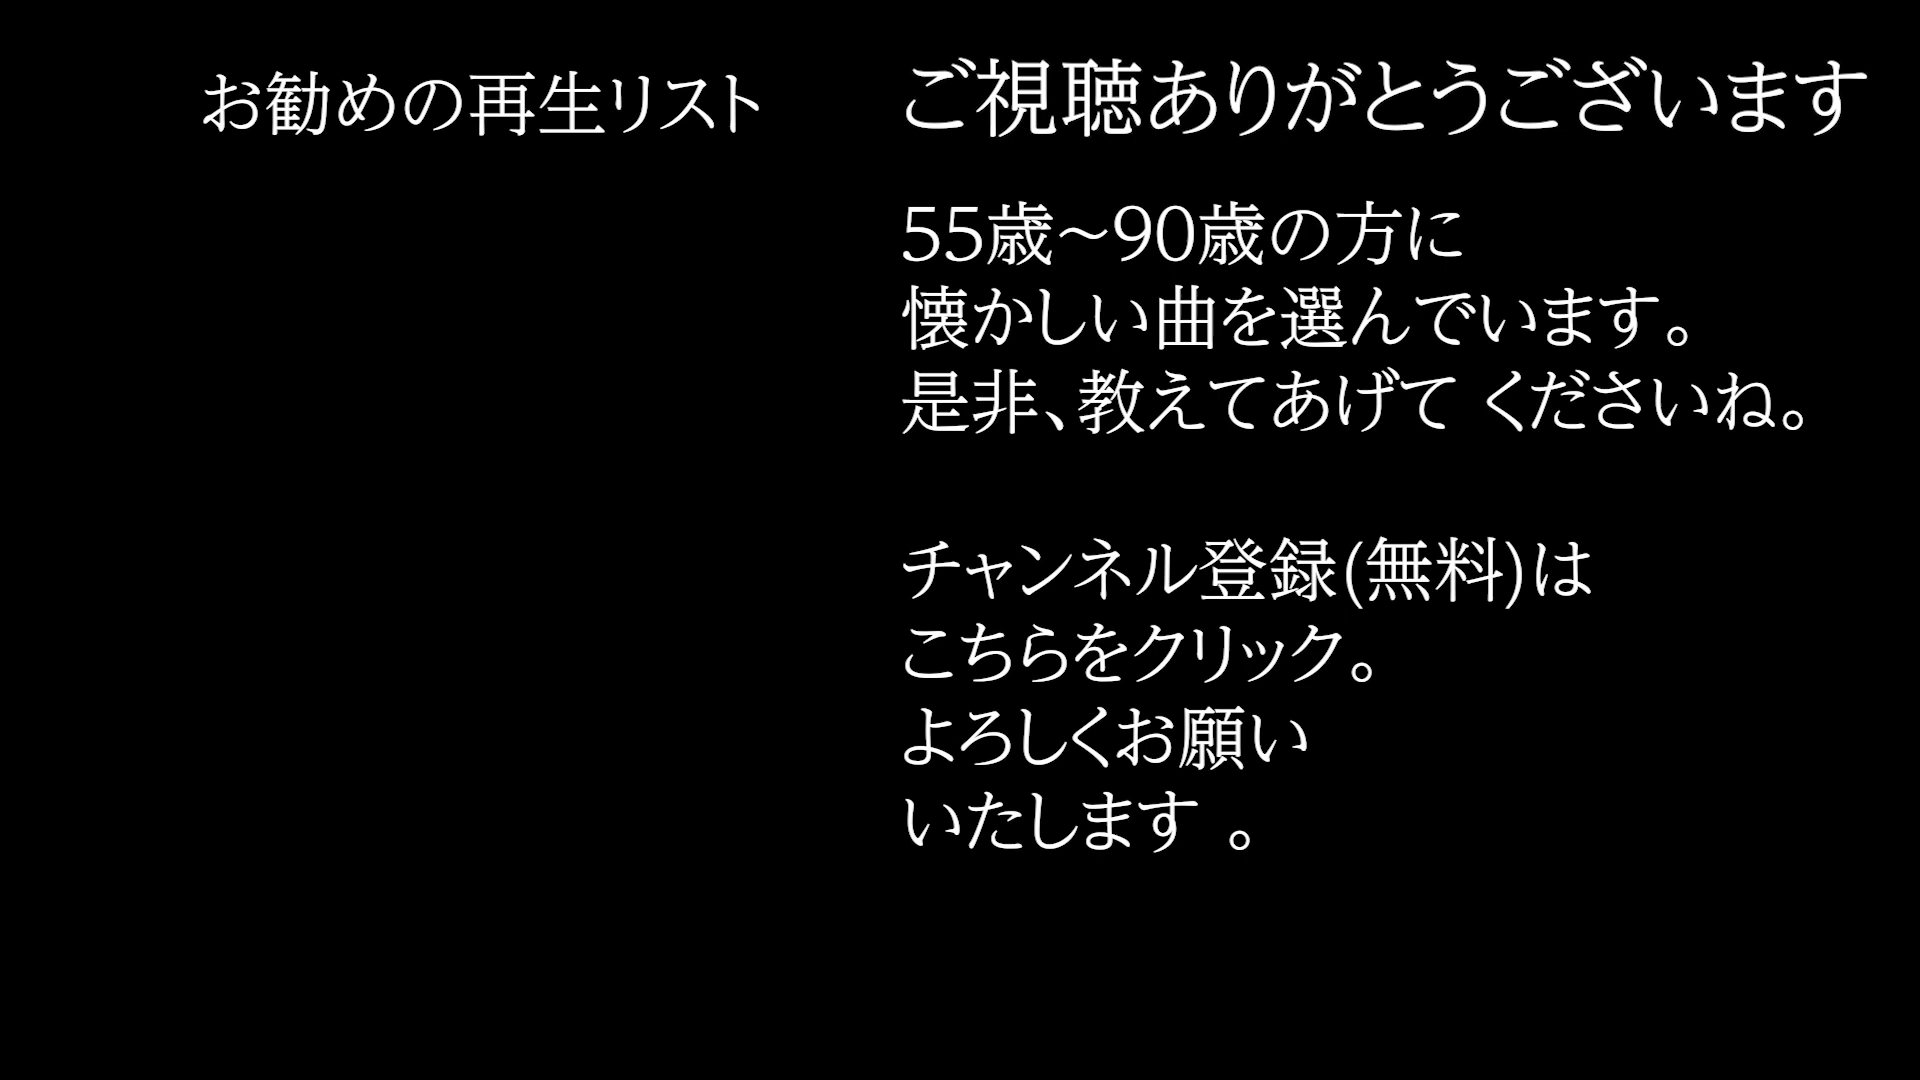 お勧めの再生リスト
ご視聴ありがとうございます
55歳～90歳の方に
懐かしい曲を選んでいます。
是非、教えてあげて くださいね。
チャンネル登録(無料)は
こちらをクリック。
よろしくお願い
いたします 。